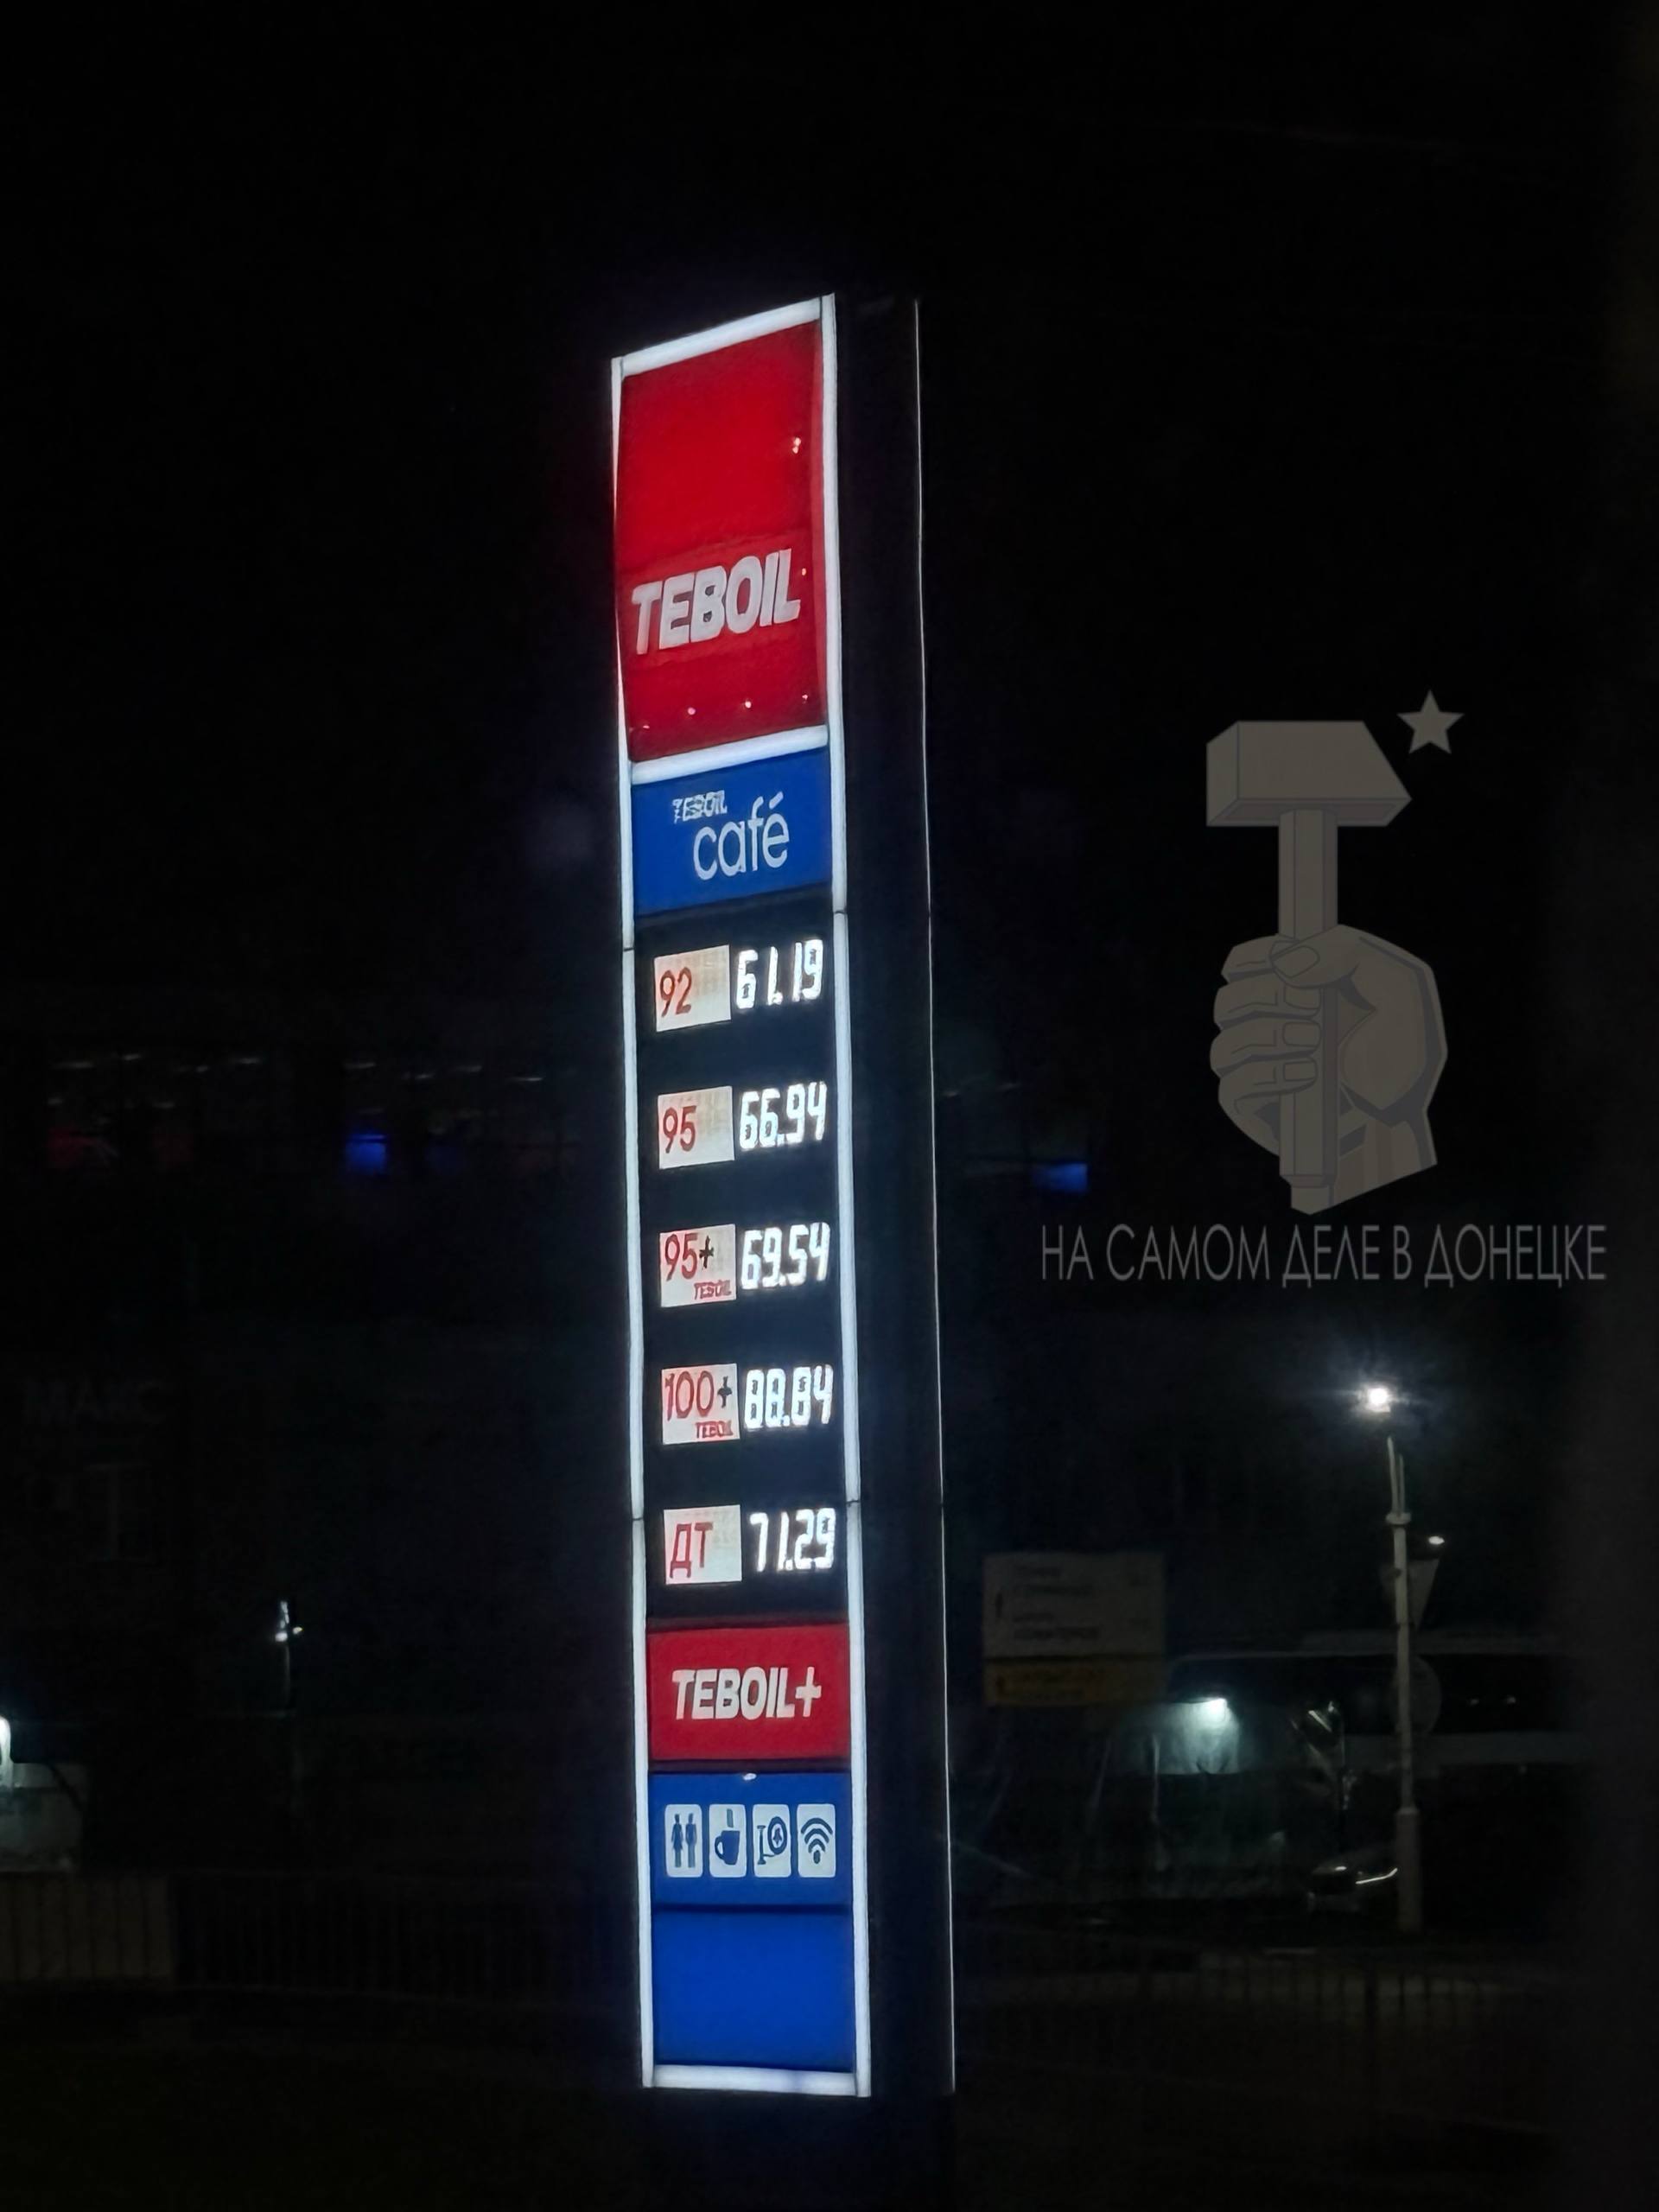 TEBOIL
TEBOIL
café
92 61.19
95 66.94
95+ 69.54
TEBOIL
100+ 88.84
TEBOIL
ДТ 71.29
TEBOIL+
НА САМОМ ДЕЛЕ В ДОНЕЦКЕ